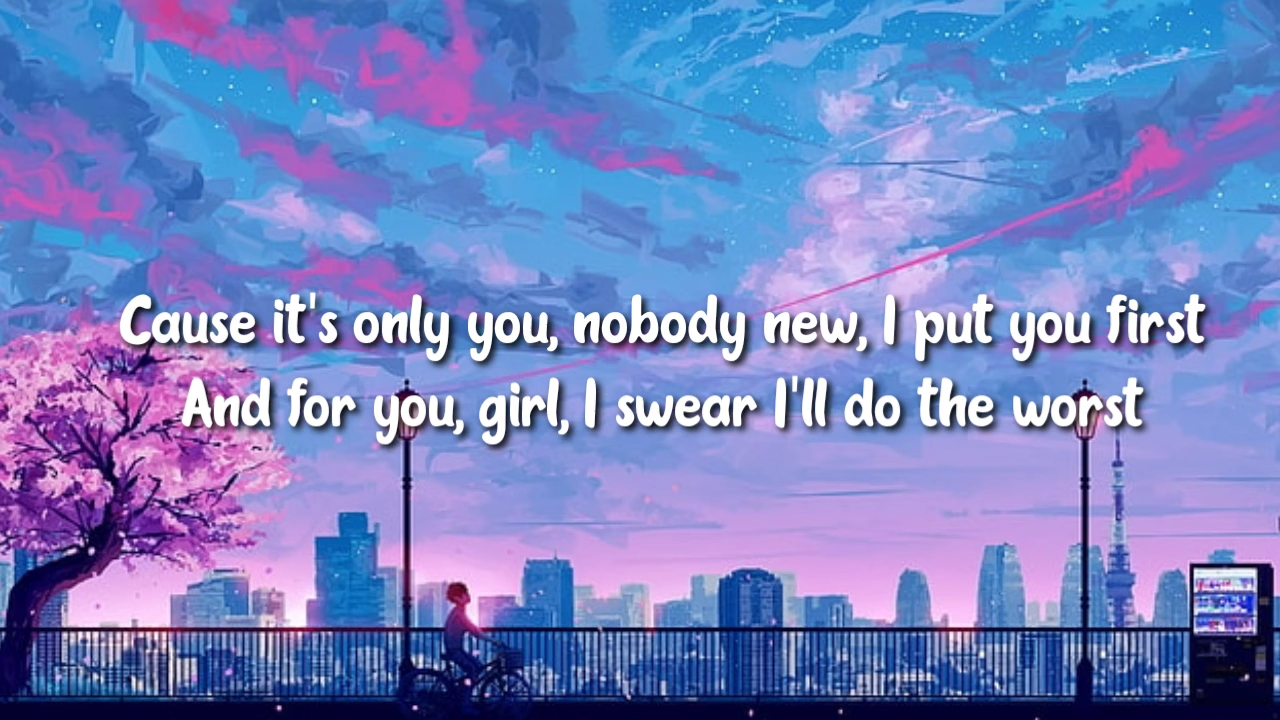 Cause it's only you, nobody new, I put you first
And for you, girl, I swear I'll do the worst